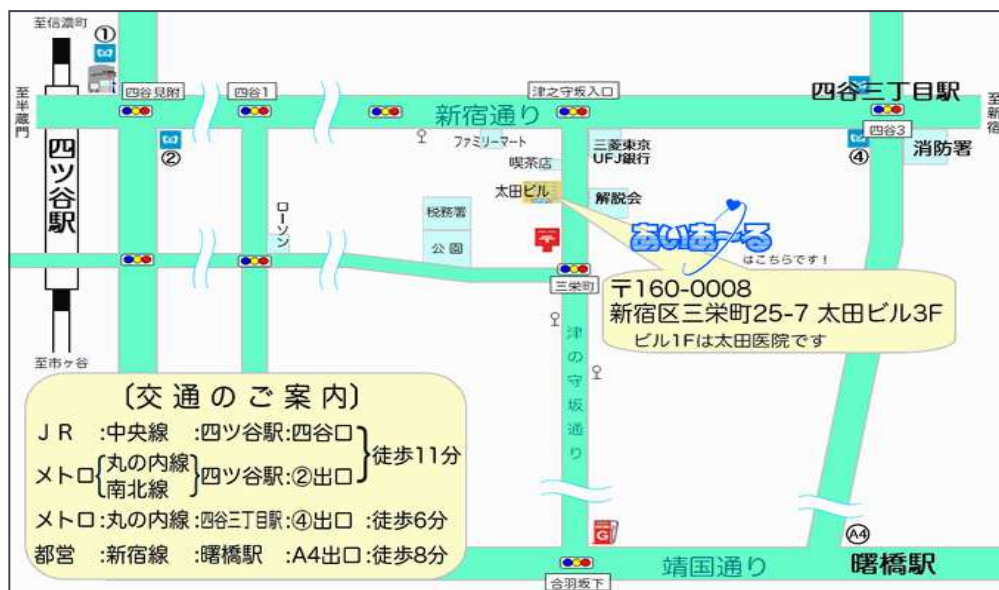 至信濃町
①
至半蔵門
四谷見附
四谷1
津之守坂入口
四谷三丁目駅
至新宿
新宿通り
四谷3
②
ファミリーマート
三菱東京
UFJ銀行
④
消防署
四ツ谷駅
喫茶店
太田ビル
解説会
ローソン
税務署
公園
あいあ〜る
はこちらです！
三栄町
〒160-0008
新宿区三栄町25-7 太田ビル3F
ビル1Fは太田医院です
至市ヶ谷
津の守坂通り
〔交通のご案内〕
ＪＲ :中央線 :四ツ谷駅:四谷口
徒歩11分
メトロ{丸の内線 南北線}四ツ谷駅:②出口
メトロ:丸の内線:四谷三丁目駅:④出口:徒歩6分
都営 :新宿線 :曙橋駅 :A4出口:徒歩8分
G
A4
靖国通り
曙橋駅
合羽坂下